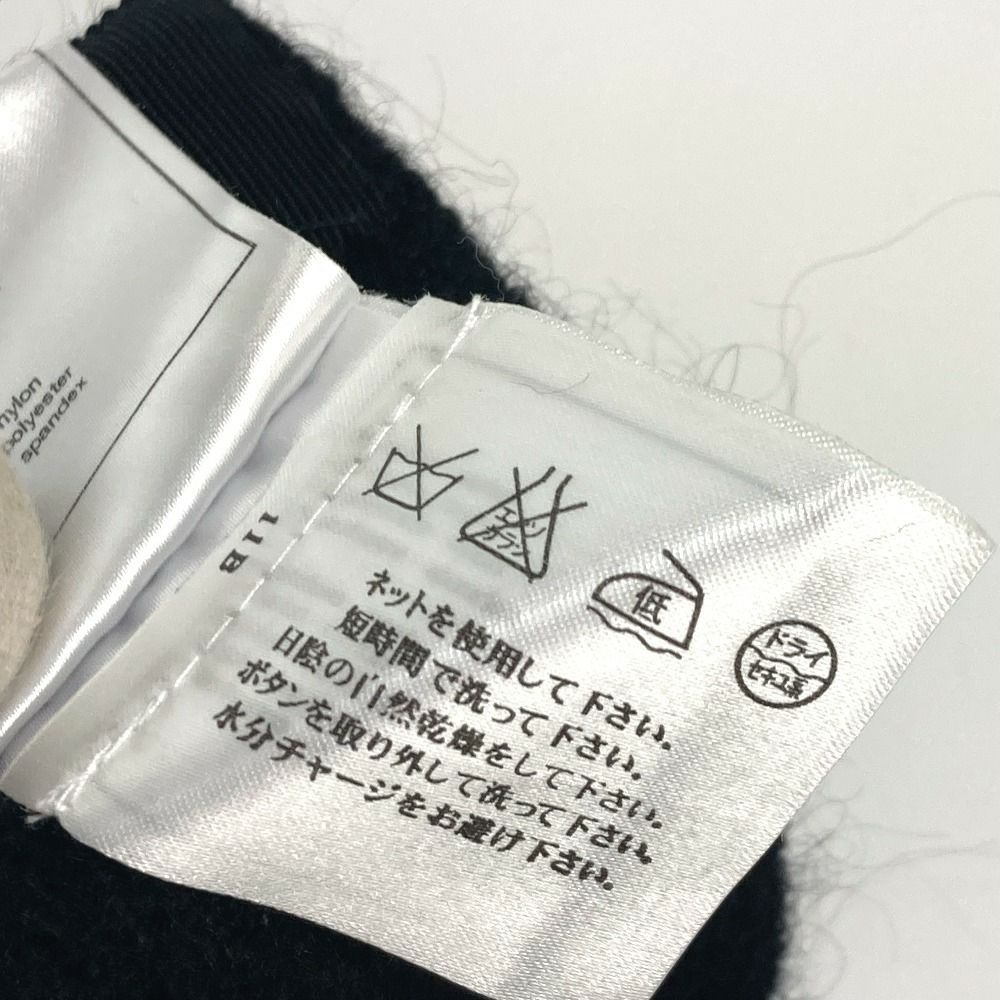 nylon
polyester
spandex
11B
エンソ
カラン
低
ドライ
セキユ系
ネットを使用して下さい。
短時間で洗って下さい。
日陰の自然乾燥をして下さい。
ボタンを取り外して洗って下さい。
水分チャージをお避け下さい。